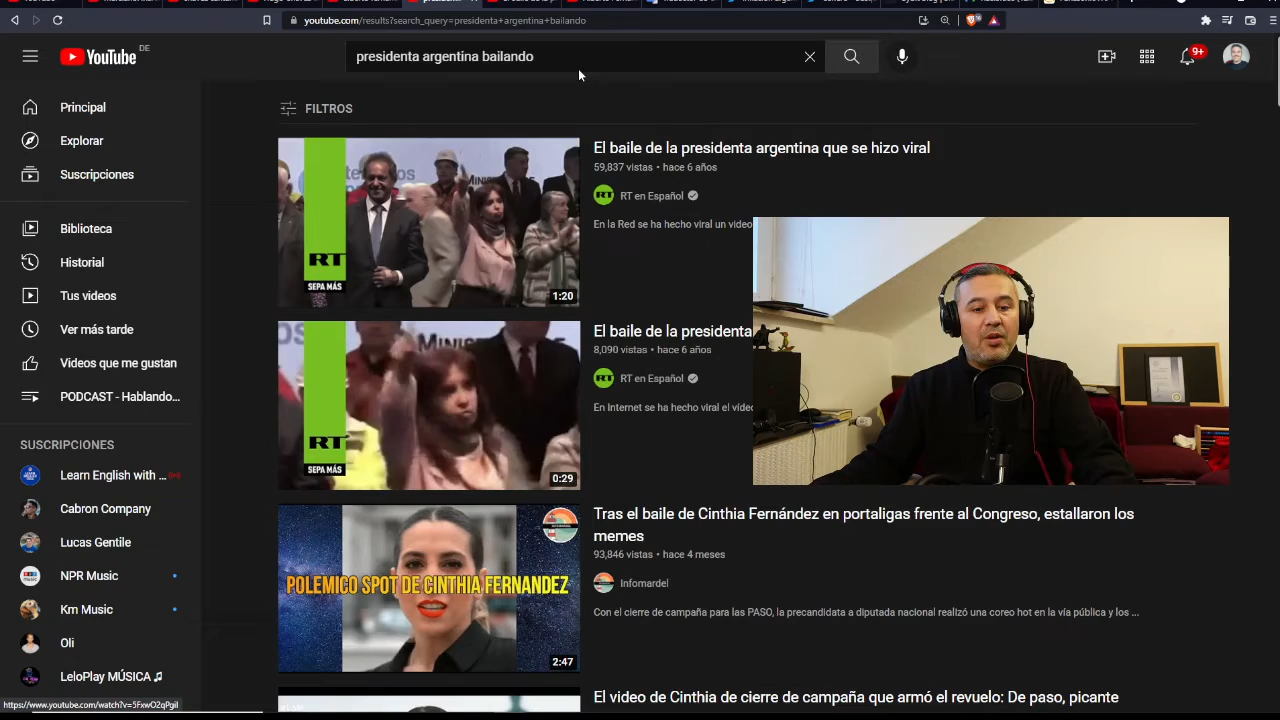 youtube.com/results?search_query=presidenta+argentina+bailando
YouTube DE
presidenta argentina bailando
9+
Principal
Explorar
Suscripciones
Biblioteca
Historial
Tus videos
Ver más tarde
Videos que me gustan
PODCAST - Hablando...
SUSCRIPCIONES
Learn English with ...
Cabron Company
Lucas Gentile
NPR Music
Km Music
Oli
LeloPlay MÚSICA
https://www.youtube.com/watch?v=5FxwO2qPgiI
FILTROS
RT
SEPA MÁS
1:20
El baile de la presidenta argentina que se hizo viral
59,837 vistas • hace 6 años
RT en Español
En la Red se ha hecho viral un video
RT
SEPA MÁS
0:29
El baile de la presidenta
8,090 vistas • hace 6 años
RT en Español
En Internet se ha hecho viral el víde
POLEMICO SPOT DE CINTHIA FERNANDEZ
2:47
Tras el baile de Cinthia Fernández en portaligas frente al Congreso, estallaron los
memes
93,846 vistas • hace 4 meses
Infomardel
Con el cierre de campaña para las PASO, la precandidata a diputada nacional realizó una coreo hot en la vía pública y los ...
El video de Cinthia de cierre de campaña que armó el revuelo: De paso, picante